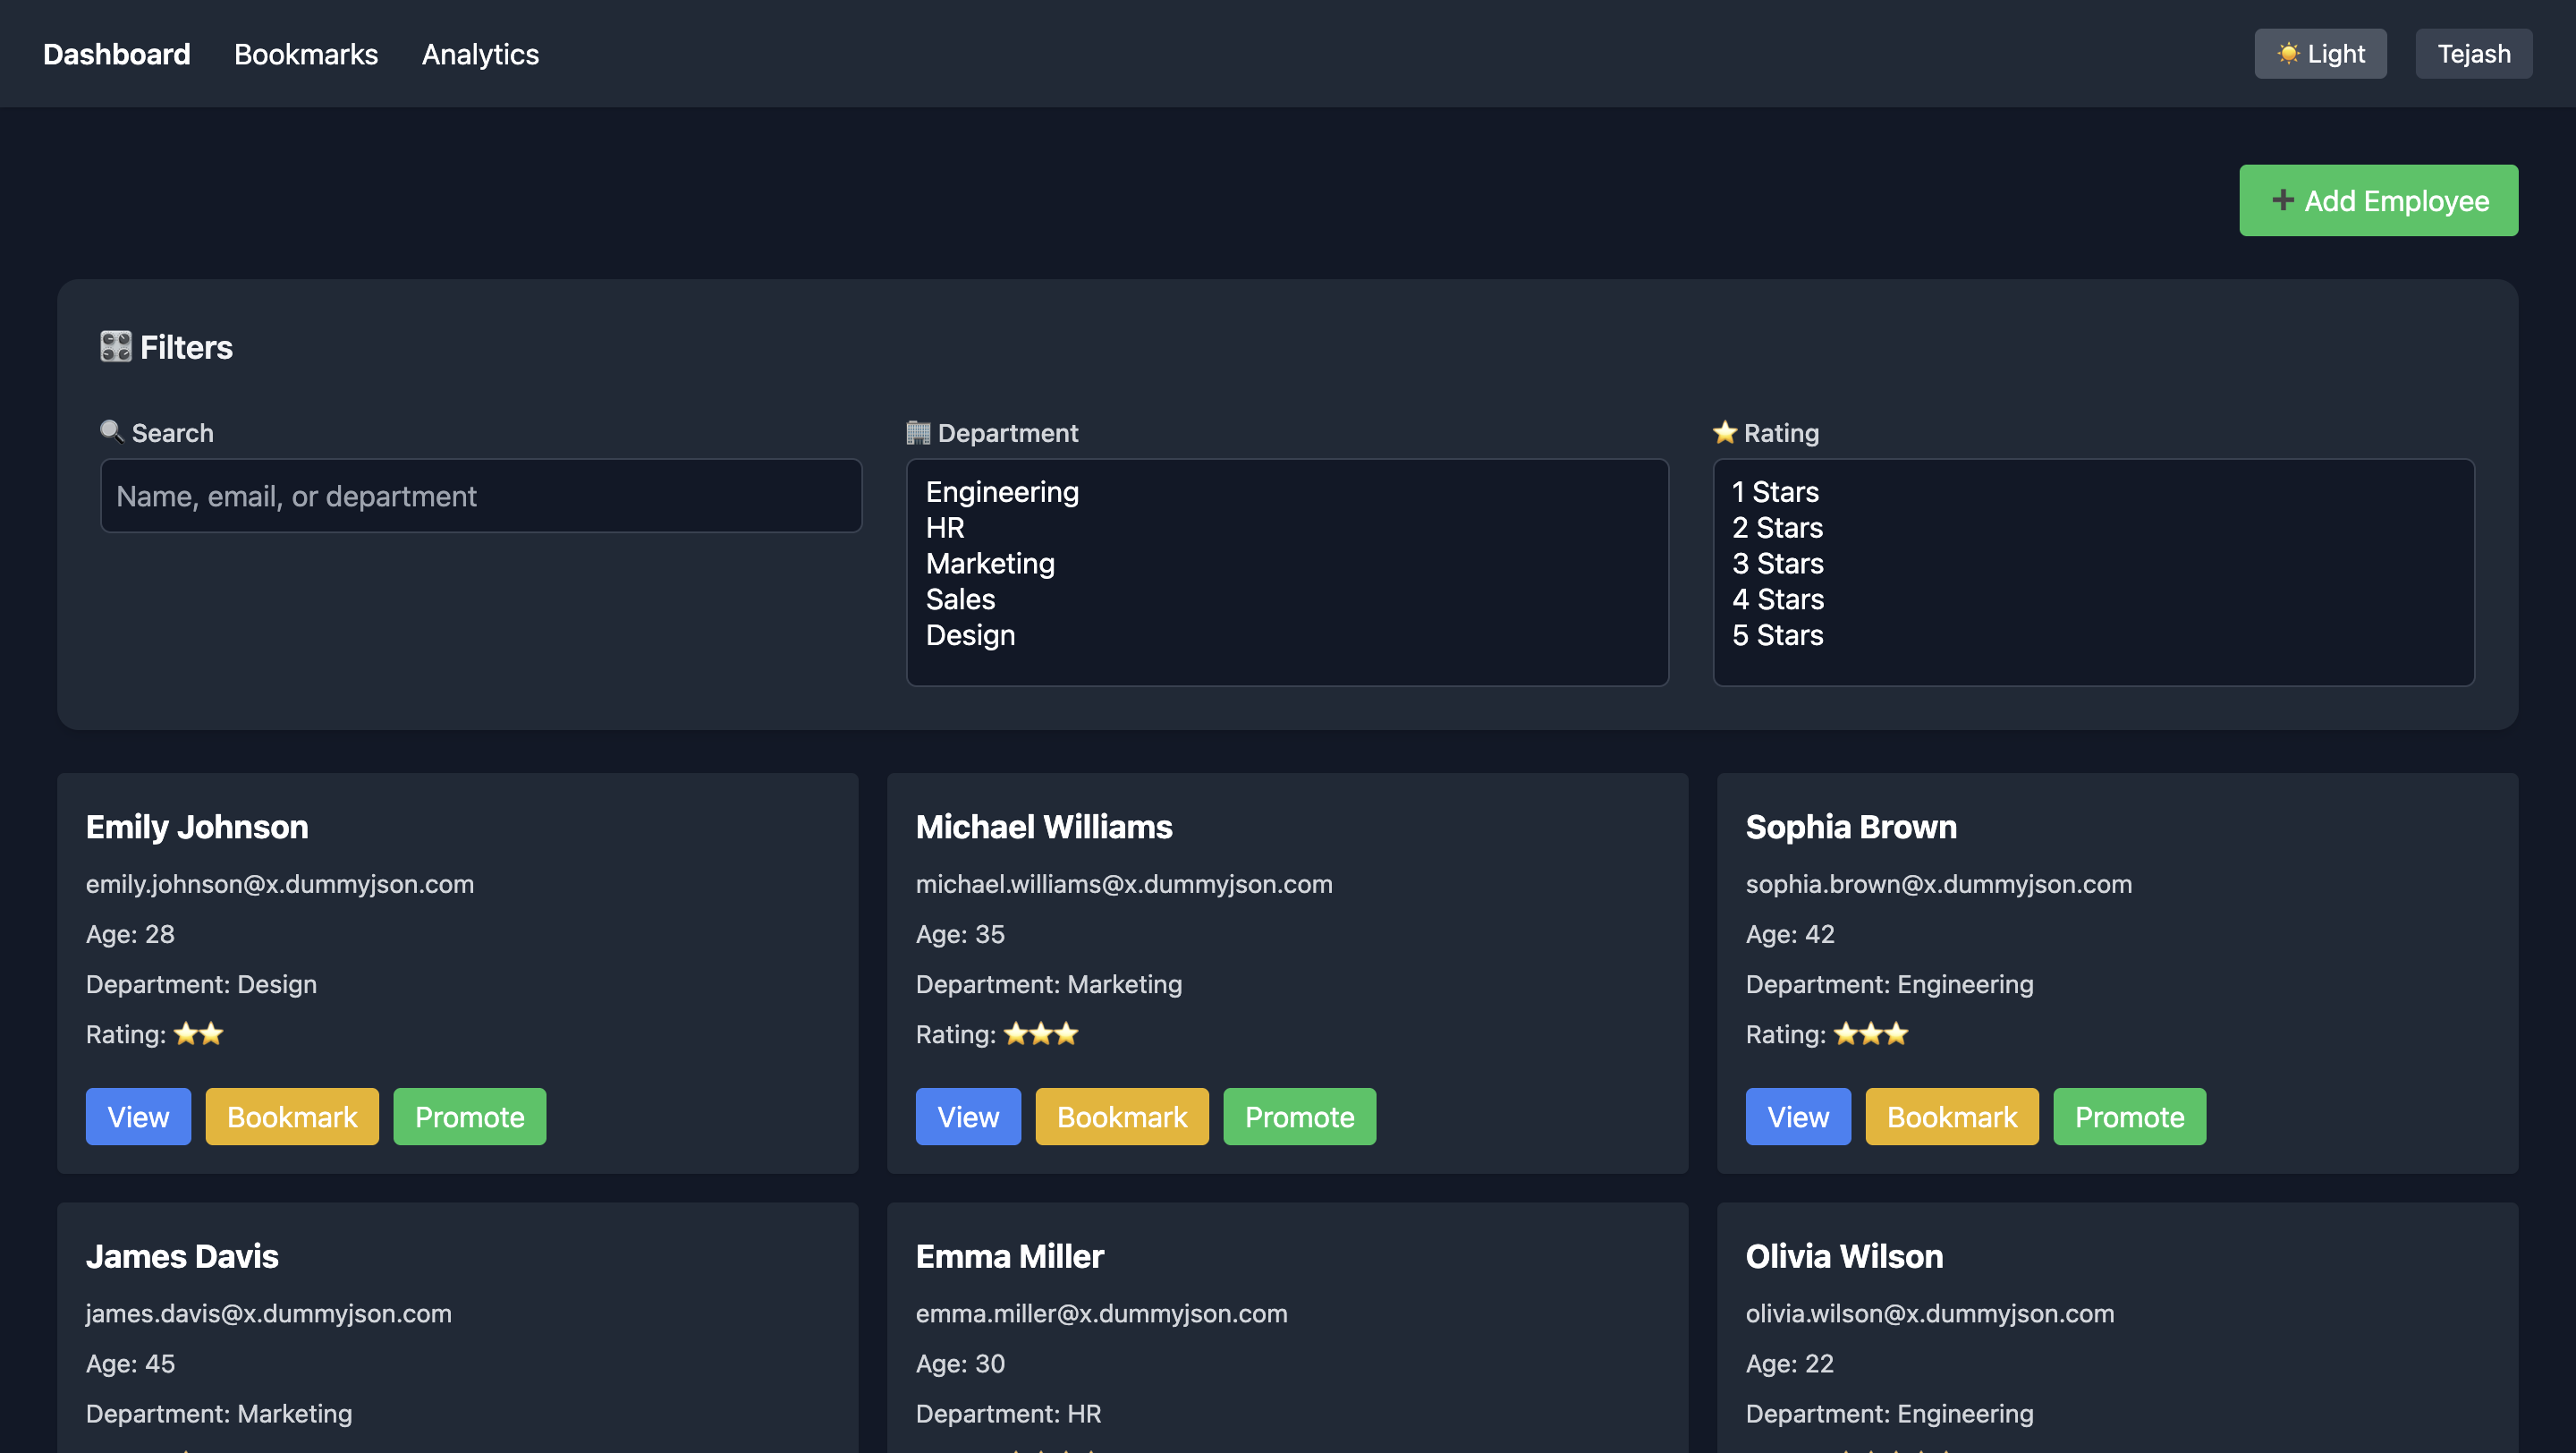 Dashboard Bookmarks Analytics ☀️ Light Tejash
➕ Add Employee
🎛️ Filters
🔍 Search
Name, email, or department
🏢 Department
Engineering
HR
Marketing
Sales
Design
⭐ Rating
1 Stars
2 Stars
3 Stars
4 Stars
5 Stars
Emily Johnson
emily.johnson@x.dummyjson.com
Age: 28
Department: Design
Rating: ⭐⭐
View Bookmark Promote
Michael Williams
michael.williams@x.dummyjson.com
Age: 35
Department: Marketing
Rating: ⭐⭐⭐
View Bookmark Promote
Sophia Brown
sophia.brown@x.dummyjson.com
Age: 42
Department: Engineering
Rating: ⭐⭐⭐
View Bookmark Promote
James Davis
james.davis@x.dummyjson.com
Age: 45
Department: Marketing
Emma Miller
emma.miller@x.dummyjson.com
Age: 30
Department: HR
Olivia Wilson
olivia.wilson@x.dummyjson.com
Age: 22
Department: Engineering